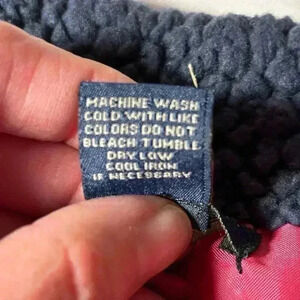 MACHINE WASH
COLD WITH LIKE
COLORS DO NOT
BLEACH TUMBLE
DRY LOW
COOL IRON
IF NECESSARY